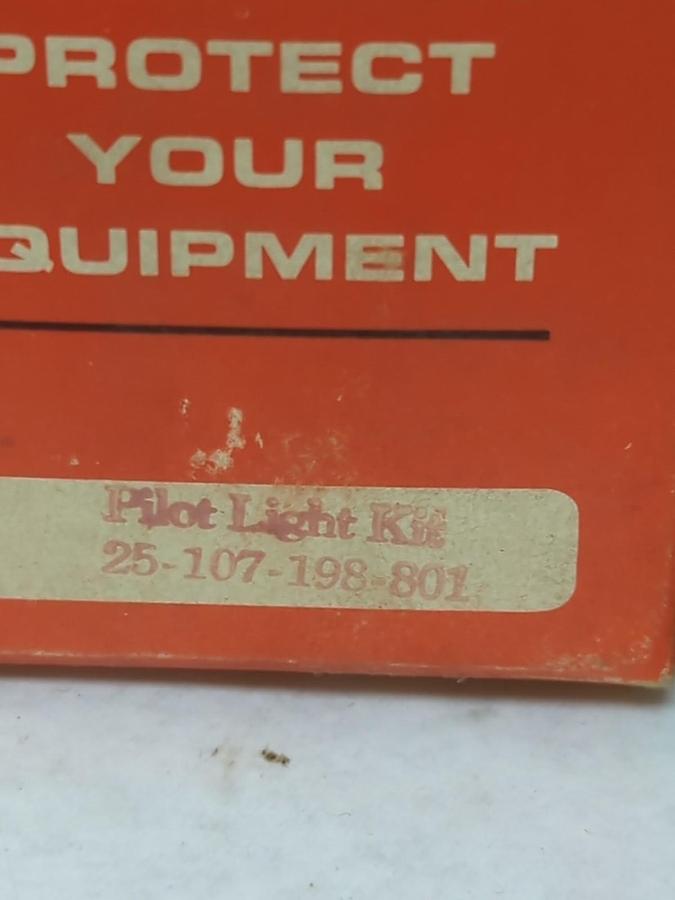 PROTECT
YOUR
QUIPMENT
Pilot Light Kit
25-107-198-801